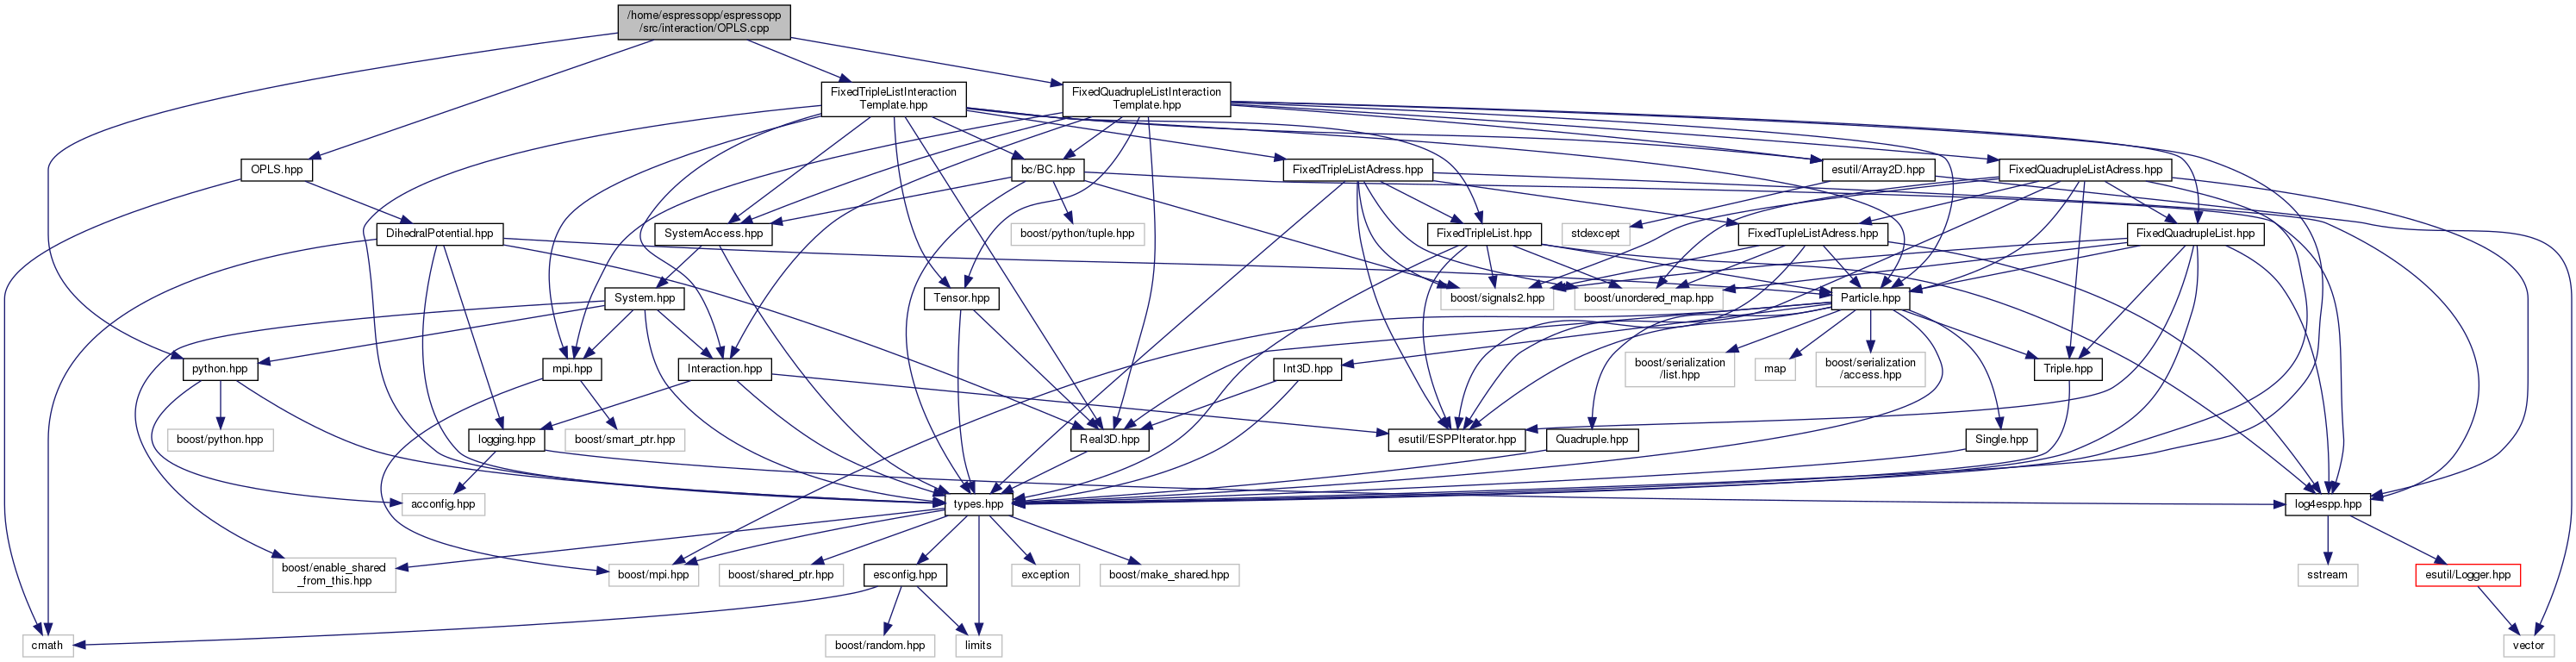 /home/espressopp/espressopp
/src/interaction/OPLS.cpp
FixedTripleListInteraction
Template.hpp
FixedQuadrupleListInteraction
Template.hpp
OPLS.hpp
bc/BC.hpp
FixedTripleListAdress.hpp
esutil/Array2D.hpp
FixedQuadrupleListAdress.hpp
DihedralPotential.hpp
SystemAccess.hpp
boost/python/tuple.hpp
FixedTripleList.hpp
stdexcept
FixedTupleListAdress.hpp
FixedQuadrupleList.hpp
System.hpp
Tensor.hpp
boost/signals2.hpp
boost/unordered_map.hpp
Particle.hpp
python.hpp
mpi.hpp
Interaction.hpp
Int3D.hpp
boost/serialization
/list.hpp
map
boost/serialization
/access.hpp
Triple.hpp
boost/python.hpp
logging.hpp
boost/smart_ptr.hpp
Real3D.hpp
esutil/ESPPIterator.hpp
Quadruple.hpp
Single.hpp
acconfig.hpp
types.hpp
log4espp.hpp
boost/enable_shared
_from_this.hpp
boost/mpi.hpp
boost/shared_ptr.hpp
esconfig.hpp
exception
boost/make_shared.hpp
sstream
esutil/Logger.hpp
cmath
boost/random.hpp
limits
vector